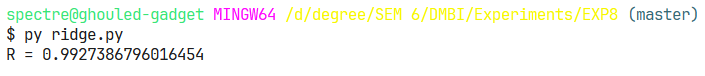 spectre@ghouled-gadget MINGW64 /d/degree/SEM 6/DMBI/Experiments/EXP8 (master)
$ py ridge.py
R = 0.9927386796016454